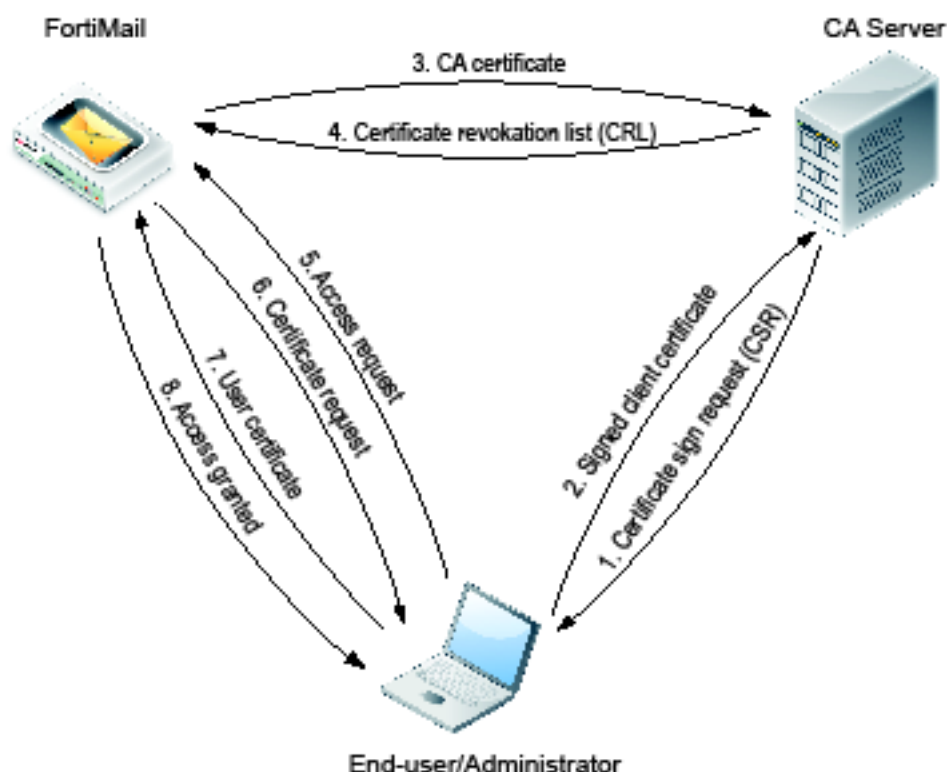 FortiMail
CA Server
3. CA certificate
4. Certificate revokation list (CRL)
5. Access request
6. Certificate request
7. User certificate
8. Access granted
2. Signed client certificate
1. Certificate sign request (CSR)
End-user/Administrator